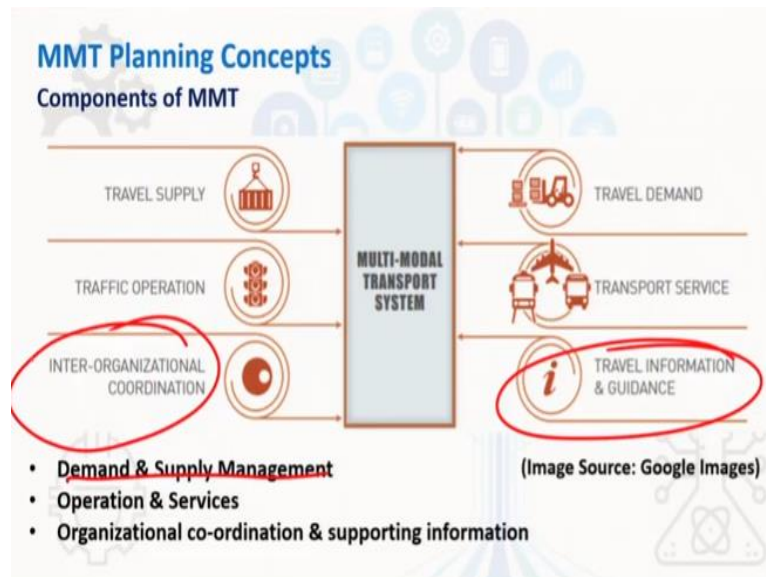 MMT Planning Concepts
Components of MMT
TRAVEL SUPPLY
TRAFFIC OPERATION
INTER-ORGANIZATIONAL
COORDINATION
MULTI-MODAL
TRANSPORT
SYSTEM
TRAVEL DEMAND
TRANSPORT SERVICE
i
TRAVEL INFORMATION
& GUIDANCE
• Demand & Supply Management
(Image Source: Google Images)
• Operation & Services
• Organizational co-ordination & supporting information